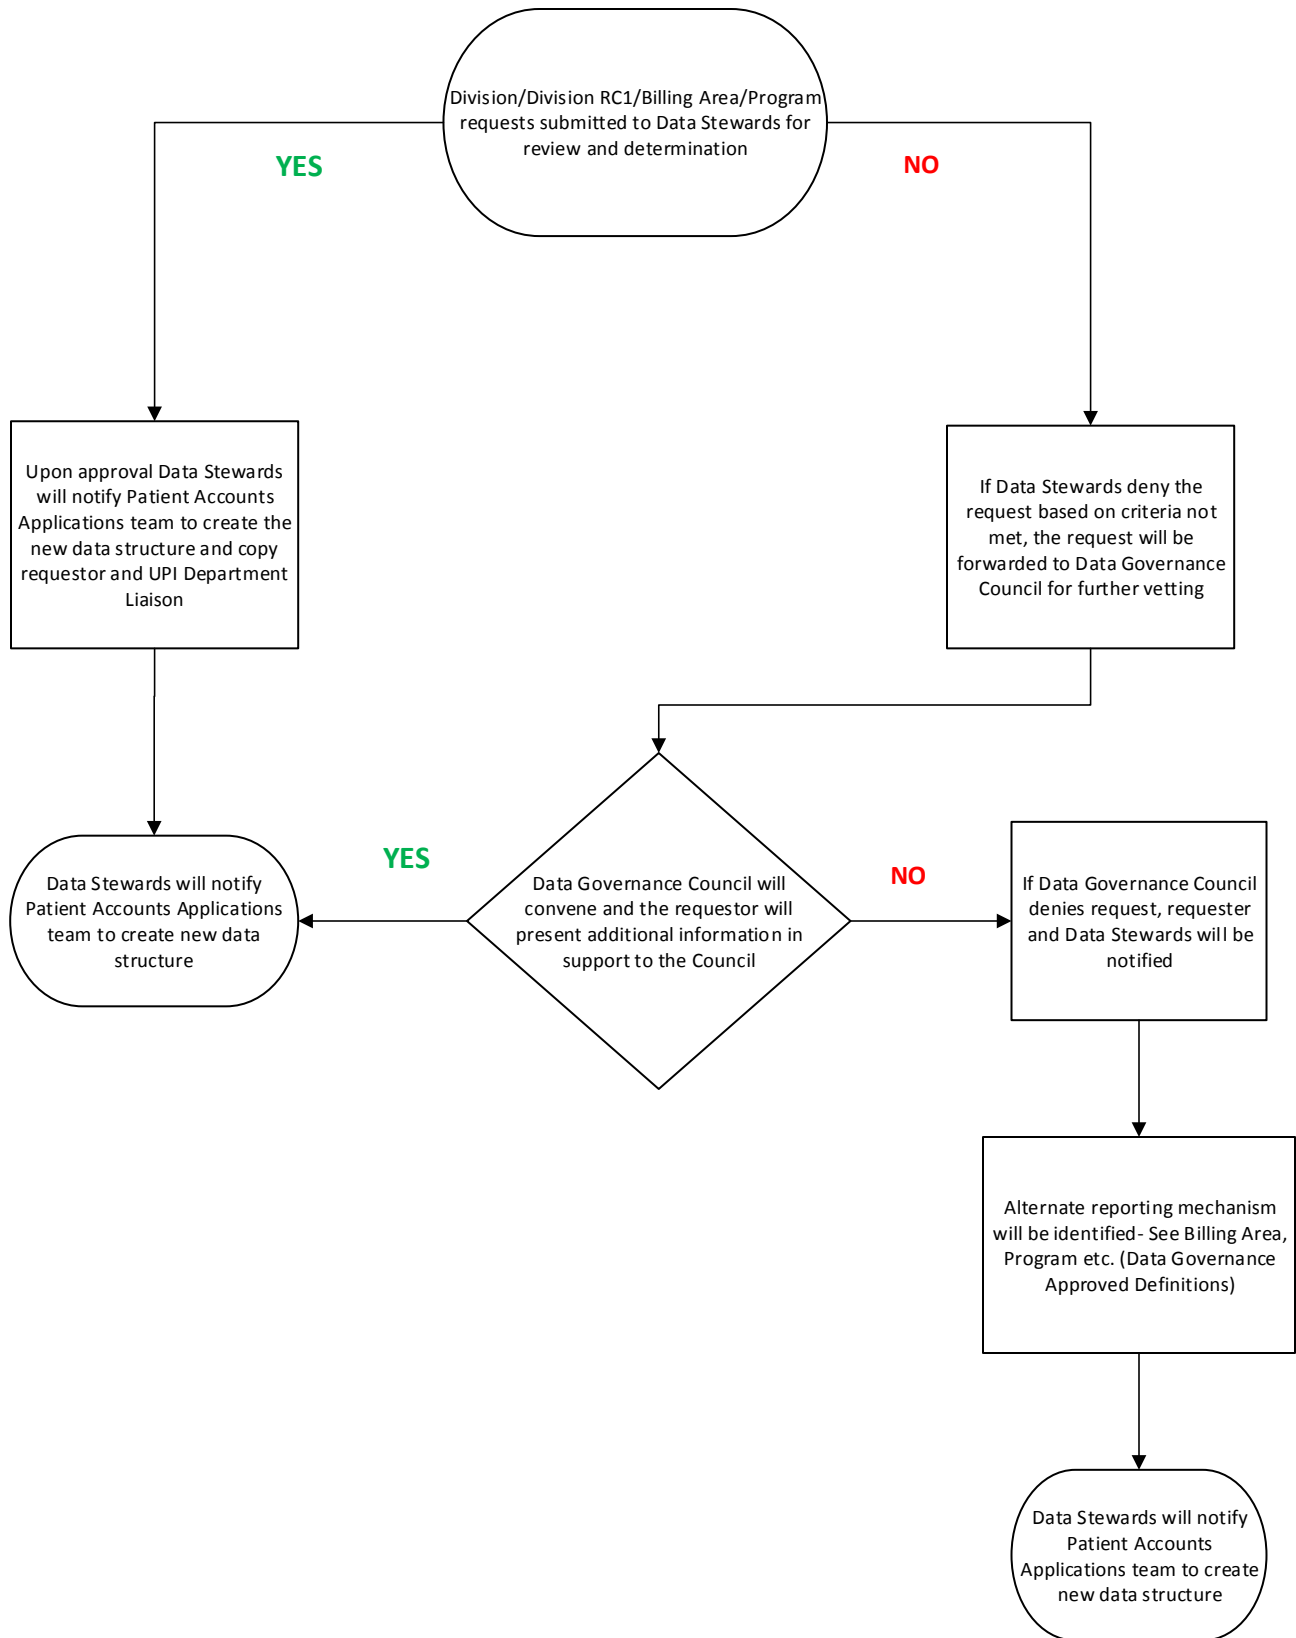 Division/Division RC1/Billing Area/Program
requests submitted to Data Stewards for
review and determination
YES
NO
Upon approval Data Stewards
will notify Patient Accounts
Applications team to create the
new data structure and copy
requestor and UPI Department
Liaison
If Data Stewards deny the
request based on criteria not
met, the request will be
forwarded to Data Governance
Council for further vetting
Data Stewards will notify
Patient Accounts Applications
team to create new data
structure
YES
Data Governance Council will
convene and the requestor will
present additional information in
support to the Council
NO
If Data Governance Council
denies request, requester
and Data Stewards will be
notified
Alternate reporting mechanism
will be identified- See Billing Area,
Program etc. (Data Governance
Approved Definitions)
Data Stewards will notify
Patient Accounts
Applications team to create
new data structure